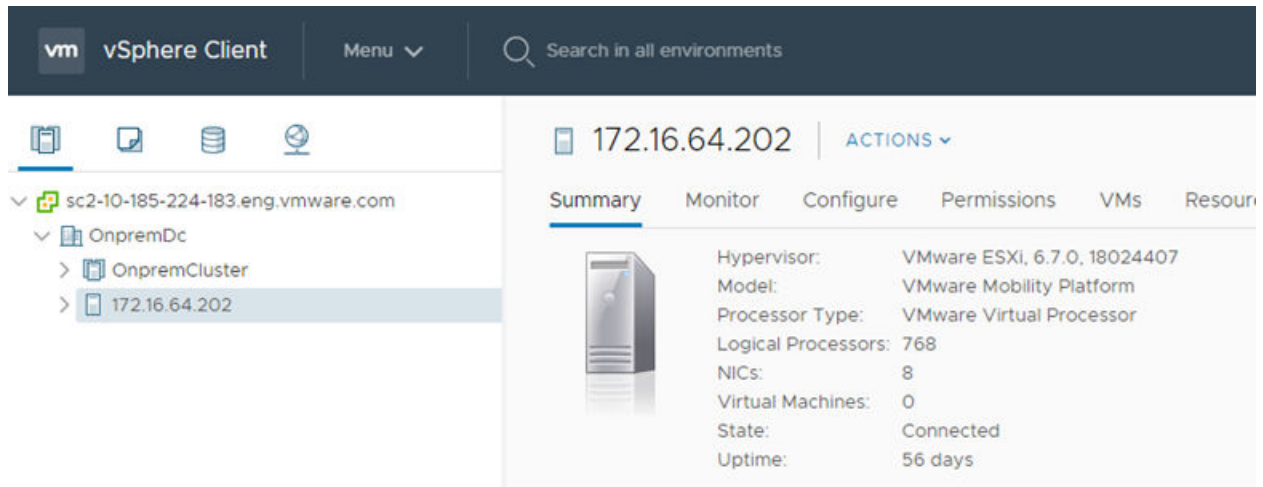 vm vSphere Client Menu Search in all environments
sc2-10-185-224-183.eng.vmware.com
OnpremDc
OnpremCluster
172.16.64.202
172.16.64.202 ACTIONS
Summary Monitor Configure Permissions VMs Resour
Hypervisor: VMware ESXi, 6.7.0, 18024407
Model: VMware Mobility Platform
Processor Type: VMware Virtual Processor
Logical Processors: 768
NICs: 8
Virtual Machines: 0
State: Connected
Uptime: 56 days